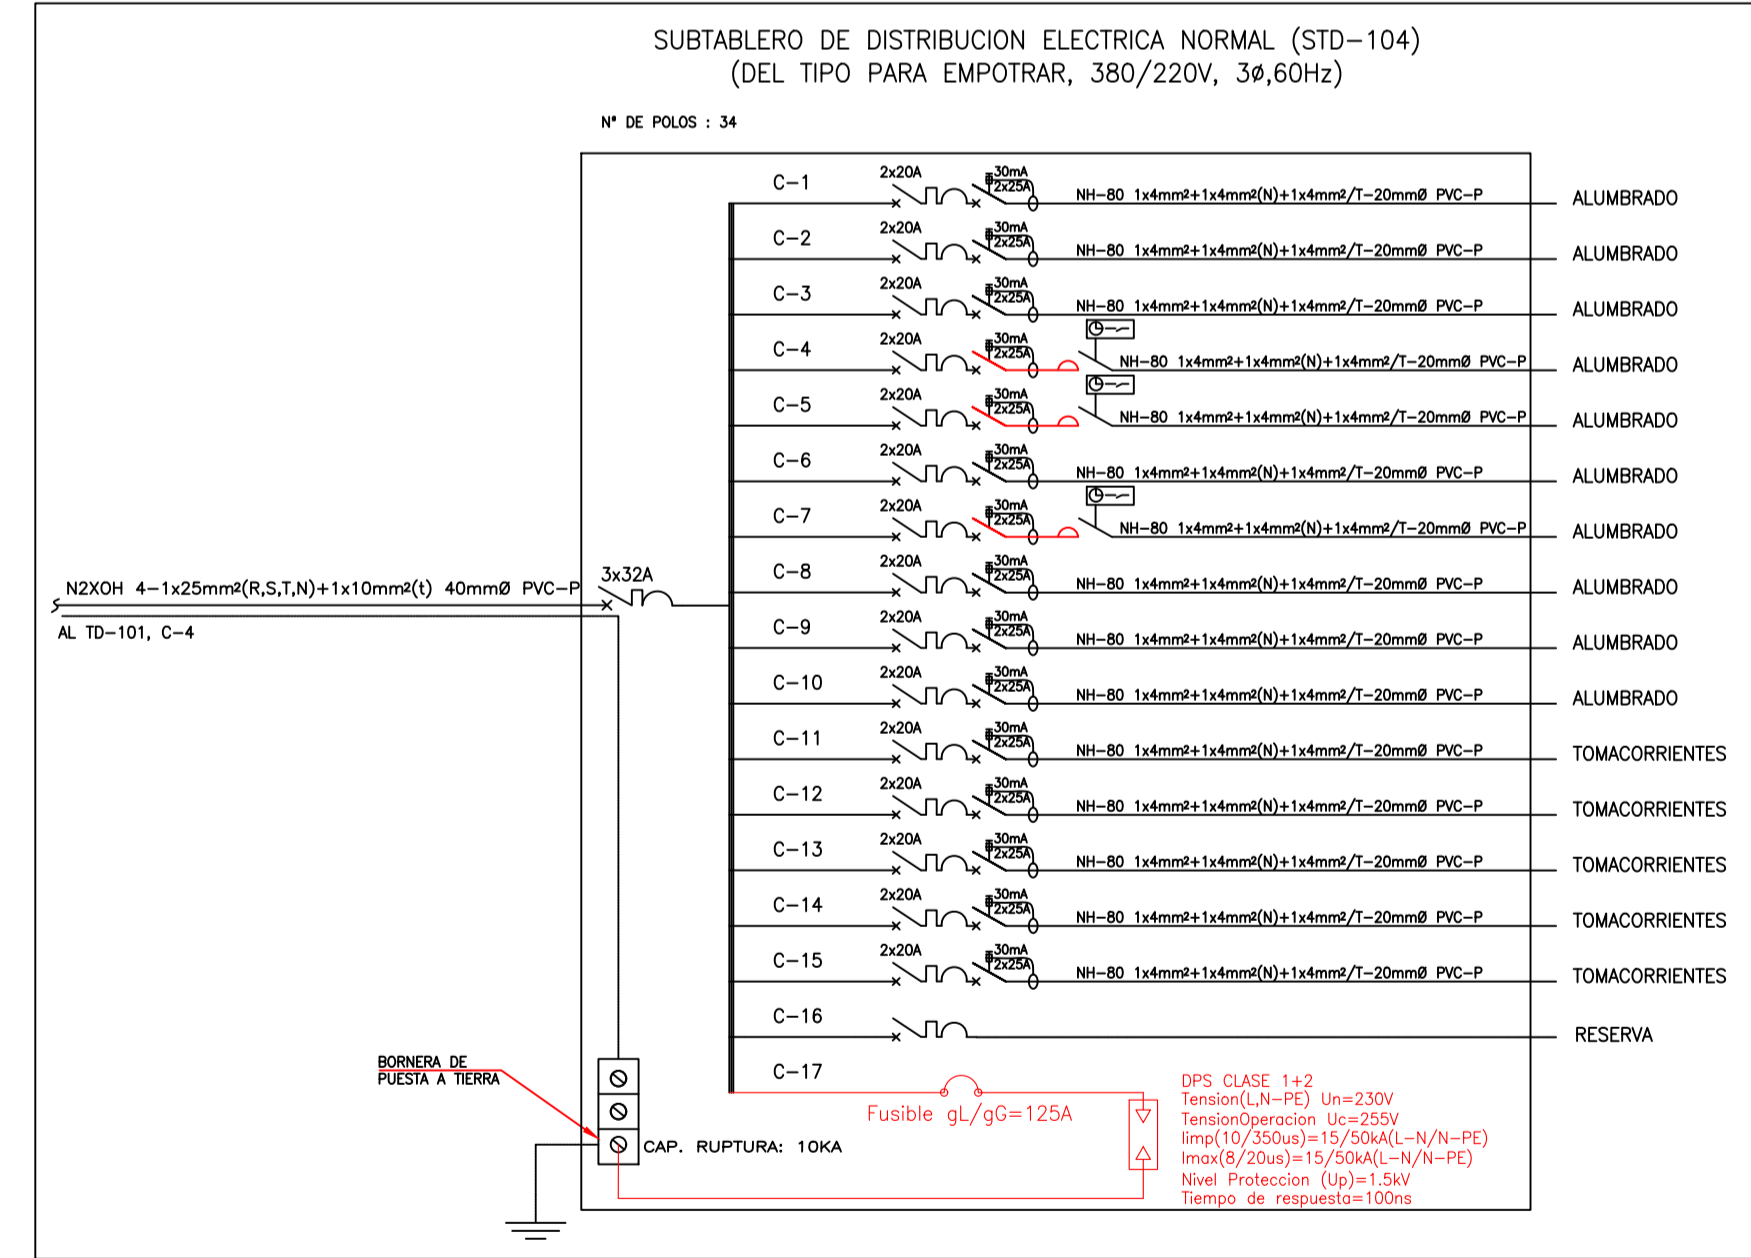 SUBTABLERO DE DISTRIBUCION ELECTRICA NORMAL (STD-104)
(DEL TIPO PARA EMPOTRAR, 380/220V, 3ø,60Hz)
N° DE POLOS : 34
C-1 2x20A 30mA 2x25A NH-80 1x4mm²+1x4mm²(N)+1x4mm²/T-20mmØ PVC-P ALUMBRADO
C-2 2x20A 30mA 2x25A NH-80 1x4mm²+1x4mm²(N)+1x4mm²/T-20mmØ PVC-P ALUMBRADO
C-3 2x20A 30mA 2x25A NH-80 1x4mm²+1x4mm²(N)+1x4mm²/T-20mmØ PVC-P ALUMBRADO
C-4 2x20A 30mA 2x25A NH-80 1x4mm²+1x4mm²(N)+1x4mm²/T-20mmØ PVC-P ALUMBRADO
C-5 2x20A 30mA 2x25A NH-80 1x4mm²+1x4mm²(N)+1x4mm²/T-20mmØ PVC-P ALUMBRADO
C-6 2x20A 30mA 2x25A NH-80 1x4mm²+1x4mm²(N)+1x4mm²/T-20mmØ PVC-P ALUMBRADO
C-7 2x20A 30mA 2x25A NH-80 1x4mm²+1x4mm²(N)+1x4mm²/T-20mmØ PVC-P ALUMBRADO
C-8 2x20A 30mA 2x25A NH-80 1x4mm²+1x4mm²(N)+1x4mm²/T-20mmØ PVC-P ALUMBRADO
N2XOH 4-1x25mm²(R,S,T,N)+1x10mm²(t) 40mmØ PVC-P 3x32A
AL TD-101, C-4
C-9 2x20A 30mA 2x25A NH-80 1x4mm²+1x4mm²(N)+1x4mm²/T-20mmØ PVC-P ALUMBRADO
C-10 2x20A 30mA 2x25A NH-80 1x4mm²+1x4mm²(N)+1x4mm²/T-20mmØ PVC-P ALUMBRADO
C-11 2x20A 30mA 2x25A NH-80 1x4mm²+1x4mm²(N)+1x4mm²/T-20mmØ PVC-P TOMACORRIENTES
C-12 2x20A 30mA 2x25A NH-80 1x4mm²+1x4mm²(N)+1x4mm²/T-20mmØ PVC-P TOMACORRIENTES
C-13 2x20A 30mA 2x25A NH-80 1x4mm²+1x4mm²(N)+1x4mm²/T-20mmØ PVC-P TOMACORRIENTES
C-14 2x20A 30mA 2x25A NH-80 1x4mm²+1x4mm²(N)+1x4mm²/T-20mmØ PVC-P TOMACORRIENTES
C-15 2x20A 30mA 2x25A NH-80 1x4mm²+1x4mm²(N)+1x4mm²/T-20mmØ PVC-P TOMACORRIENTES
C-16 RESERVA
C-17
BORNERA DE
PUESTA A TIERRA
Fusible gL/gG=125A
CAP. RUPTURA: 10KA
DPS CLASE 1+2
Tension(L,N-PE) Un=230V
TensionOperacion Uc=255V
Iimp(10/350us)=15/50kA(L-N/N-PE)
Imax(8/20us)=15/50kA(L-N/N-PE)
Nivel Proteccion (Up)=1.5kV
Tiempo de respuesta=100ns